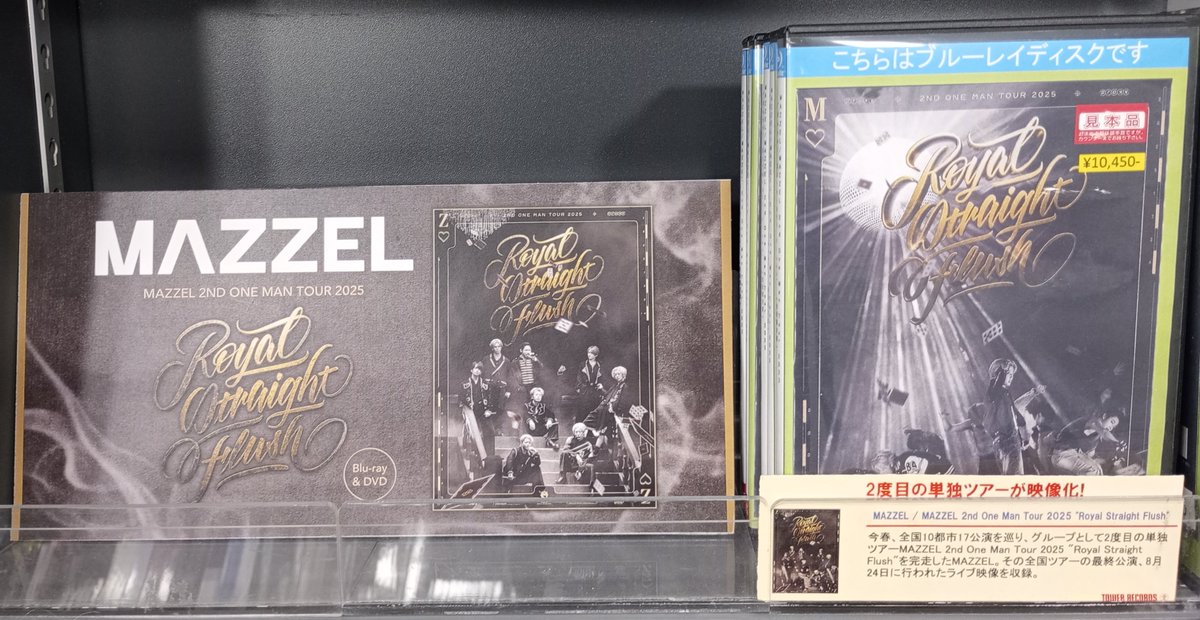 MAZZEL
MAZZEL 2ND ONE MAN TOUR 2025
Royal
Straight
Flush
Blu-ray
& DVD
Z
2ND ONE MAN TOUR 2025
Royal
Straight
Flush
Z
こちらはブルーレイディスクです
M
2ND ONE MAN TOUR 2025
Royal
Straight
Flush
見本品
¥10,450-
2度目の単独ツアーが映像化!
MAZZEL / MAZZEL 2nd One Man Tour 2025 "Royal Straight Flush"
今春、全国10都市17公演を巡り、グループとして2度目の単独
ツアーMAZZEL 2nd One Man Tour 2025 "Royal Straight
Flush"を完走したMAZZEL。その全国ツアーの最終公演、8月
24日に行われたライブ映像を収録。
TOWER RECORDS